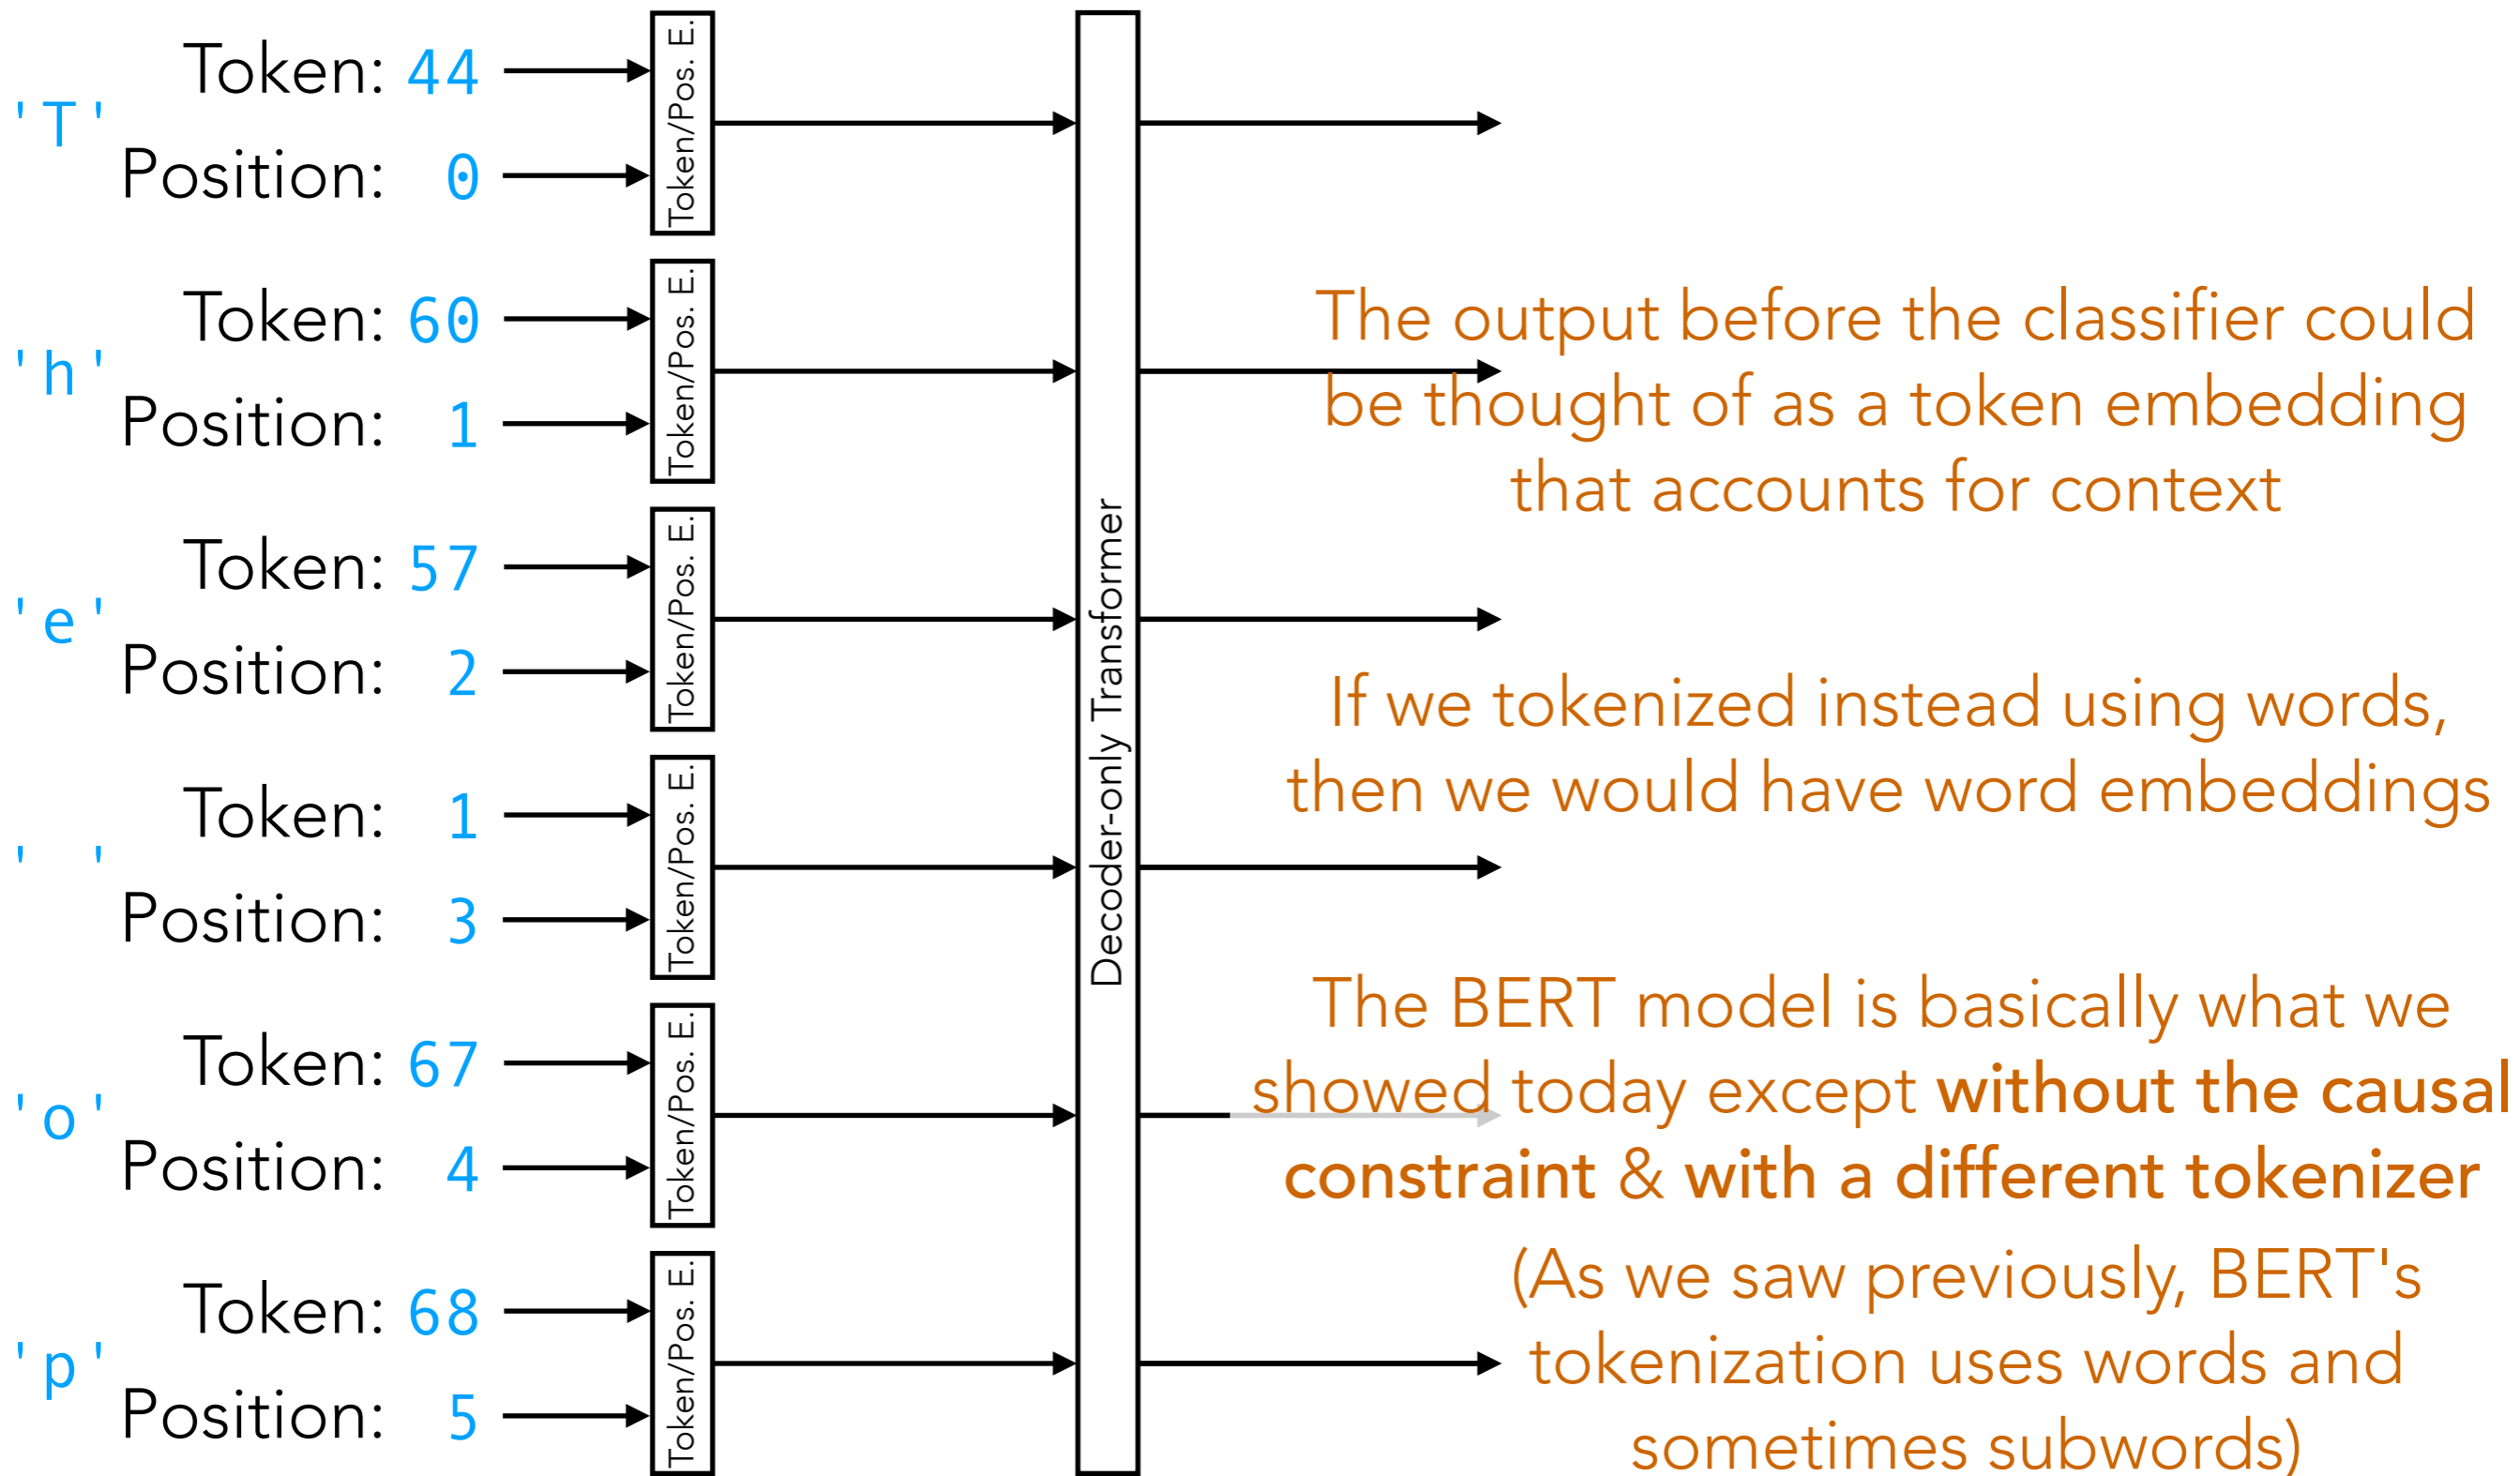 'T'
Token: 44
Position: 0
Token/Pos. E.
'h'
Token: 60
Position: 1
Token/Pos. E.
'e'
Token: 57
Position: 2
Token/Pos. E.
' '
Token: 1
Position: 3
Token/Pos. E.
'o'
Token: 67
Position: 4
Token/Pos. E.
'p'
Token: 68
Position: 5
Token/Pos. E.
Decoder-only Transformer
The output before the classifier could
be thought of as a token embedding
that accounts for context
If we tokenized instead using words,
then we would have word embeddings
The BERT model is basically what we
showed today except without the causal
constraint & with a different tokenizer
(As we saw previously, BERT's
tokenization uses words and
sometimes subwords)